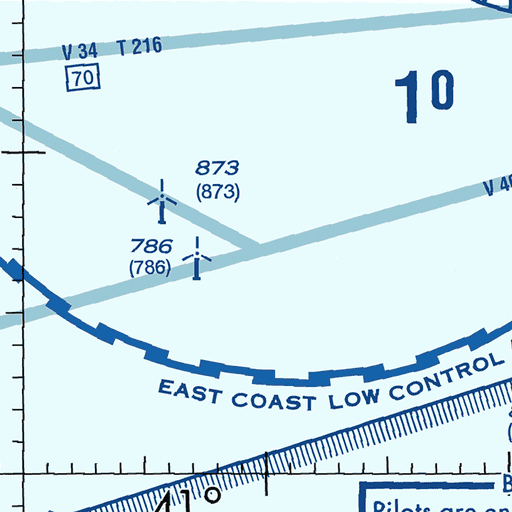 V 34 T 216
70
1⁰
873
(873)
786
(786)
EAST COAST LOW CONTROL
41°
Pilots are